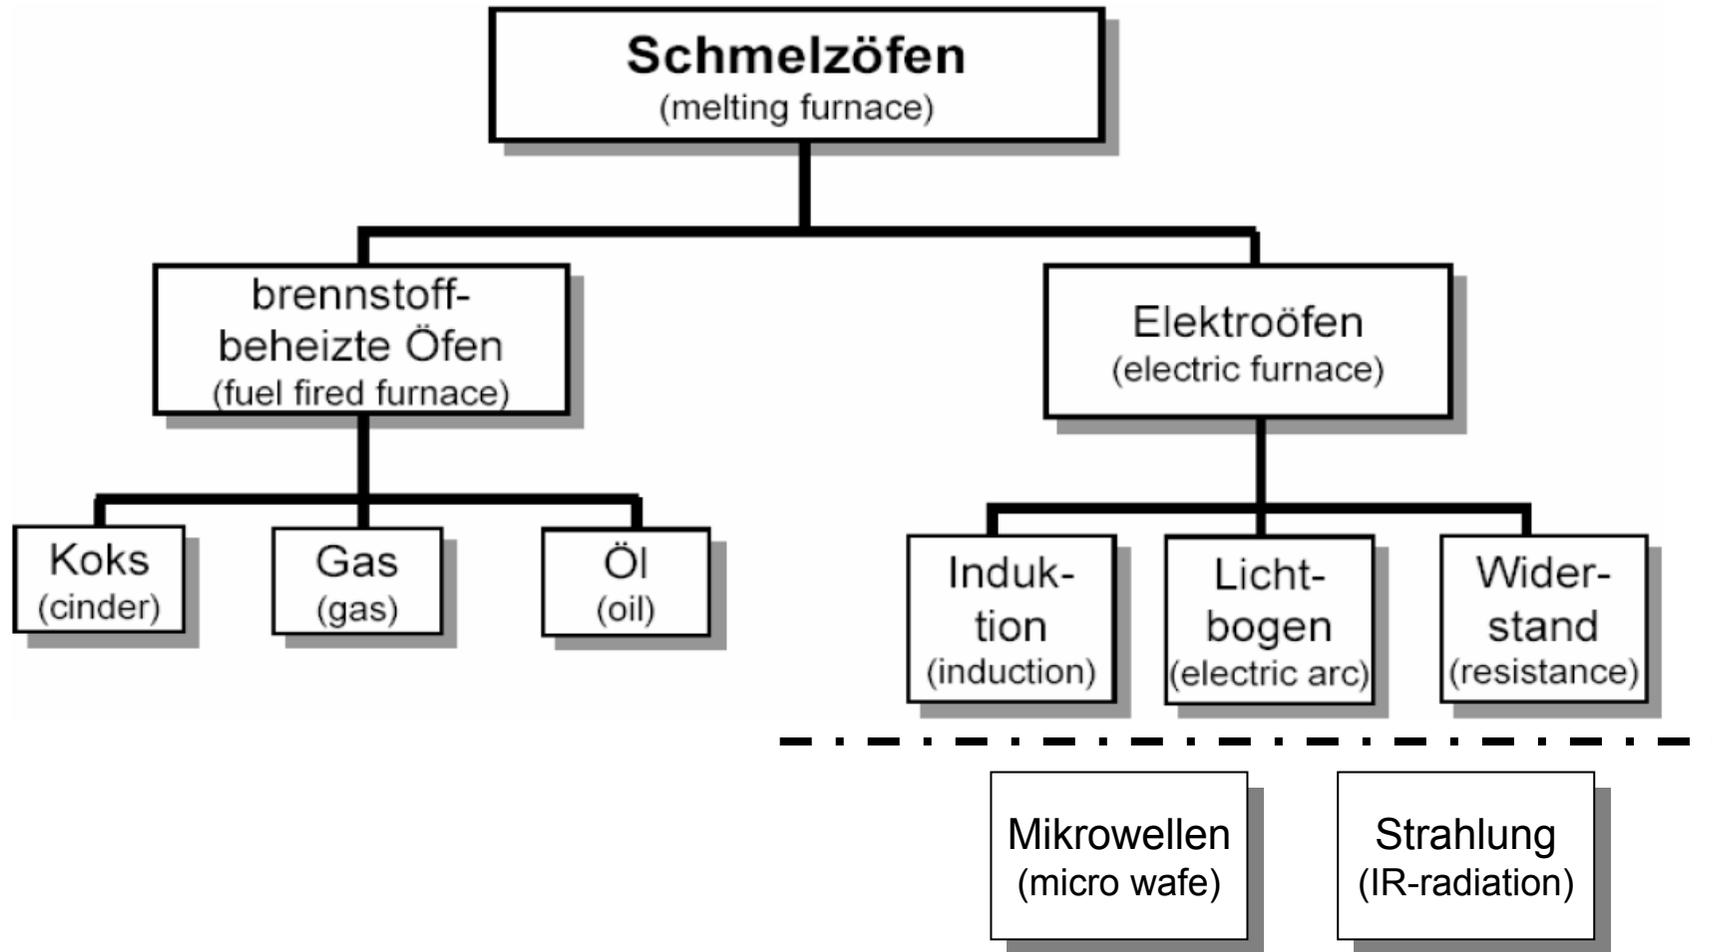 Schmelzöfen
(melting furnace)
brennstoff-
beheizte Öfen
(fuel fired furnace)
Elektroöfen
(electric furnace)
Koks
(cinder)
Gas
(gas)
Öl
(oil)
Induk-
tion
(induction)
Licht-
bogen
(electric arc)
Wider-
stand
(resistance)
Mikrowellen
(micro wafe)
Strahlung
(IR-radiation)